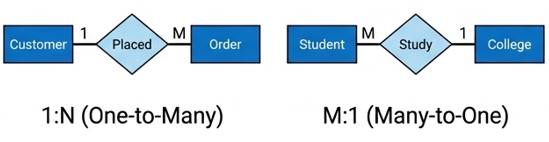 Customer 1 Placed M Order
Student M Study 1 College
1:N (One-to-Many)
M:1 (Many-to-One)